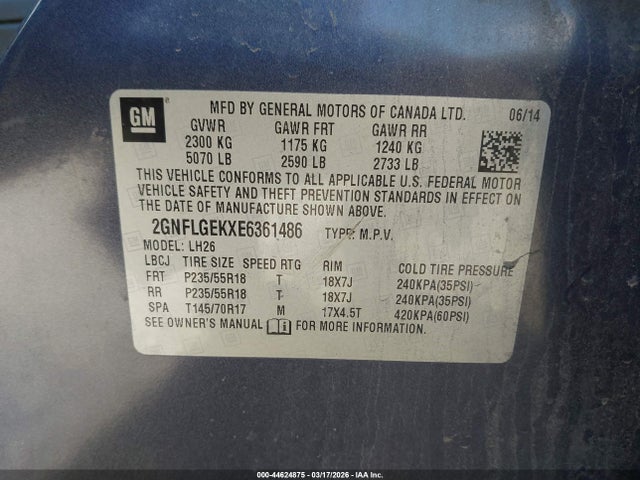 GM
MFD BY GENERAL MOTORS OF CANADA LTD. 06/14
GVWR GAWR FRT GAWR RR
2300 KG 1175 KG 1240 KG
5070 LB 2590 LB 2733 LB
THIS VEHICLE CONFORMS TO ALL APPLICABLE U.S. FEDERAL MOTOR
VEHICLE SAFETY AND THEFT PREVENTION STANDARDS IN EFFECT ON
THE DATE OF MANUFACTURE SHOWN ABOVE.
2GNFLGEKXE6361486 TYPE: M.P.V.
MODEL: LH26
LBCJ TIRE SIZE SPEED RTG RIM COLD TIRE PRESSURE
FRT P235/55R18 T 18X7J 240KPA(35PSI)
RR P235/55R18 T 18X7J 240KPA(35PSI)
SPA T145/70R17 M 17X4.5T 420KPA(60PSI)
SEE OWNER'S MANUAL FOR MORE INFORMATION.
000-44624875 — 03/17/2026 — IAA Inc.